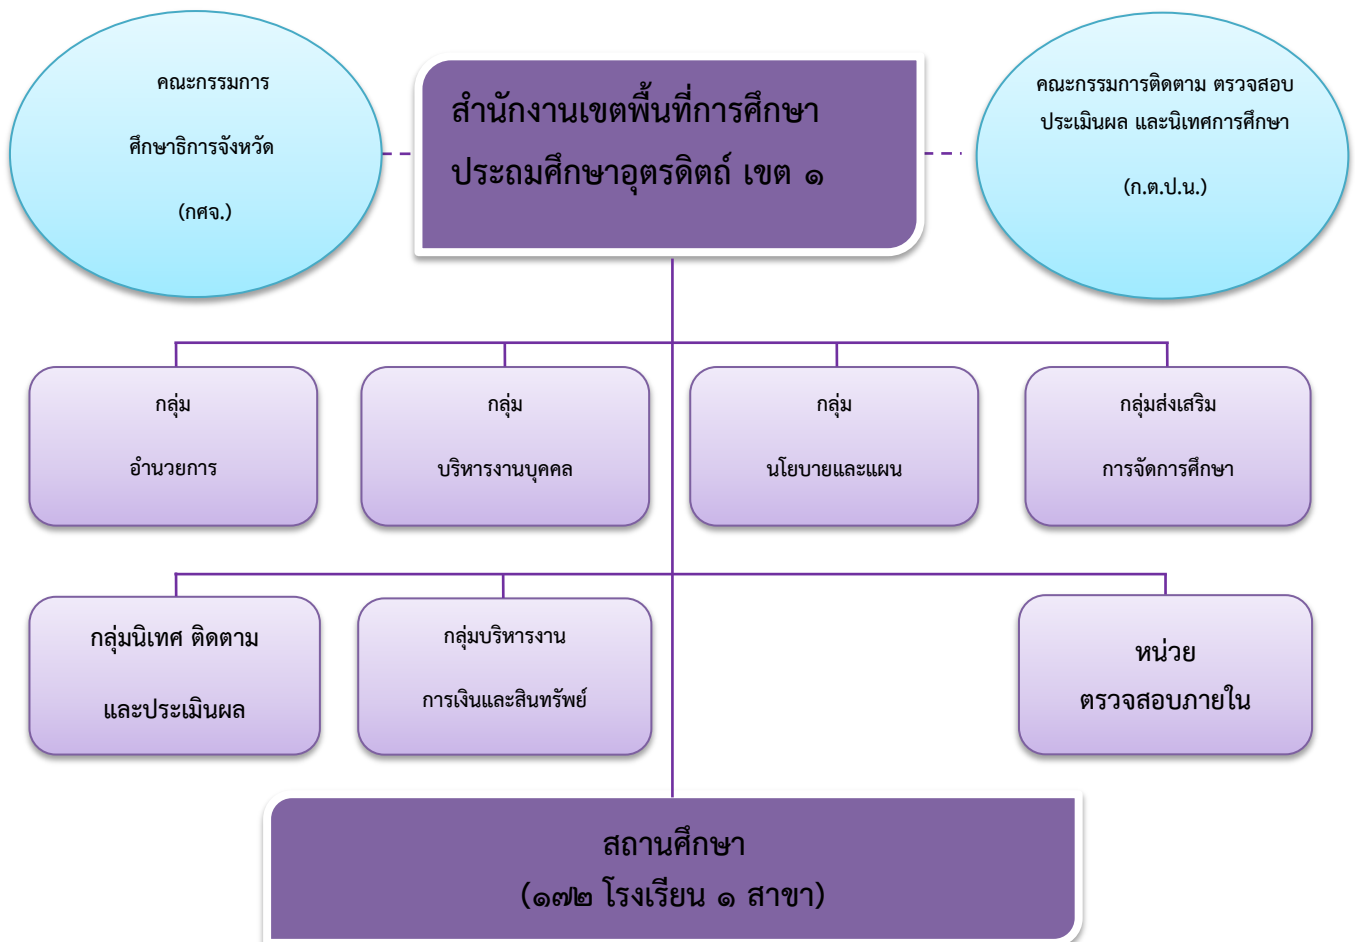 คณะกรรมการ
ศึกษาธิการจังหวัด
(กศจ.)
สำนักงานเขตพื้นที่การศึกษา
ประถมศึกษาอุตรดิตถ์ เขต ๑
คณะกรรมการติดตาม ตรวจสอบ
ประเมินผล และนิเทศการศึกษา
(ก.ต.ป.น.)
กลุ่ม
อำนวยการ
กลุ่ม
บริหารงานบุคคล
กลุ่ม
นโยบายและแผน
กลุ่มส่งเสริม
การจัดการศึกษา
กลุ่มนิเทศ ติดตาม
และประเมินผล
กลุ่มบริหารงาน
การเงินและสินทรัพย์
หน่วย
ตรวจสอบภายใน
สถานศึกษา
(๑๗๒ โรงเรียน ๑ สาขา)